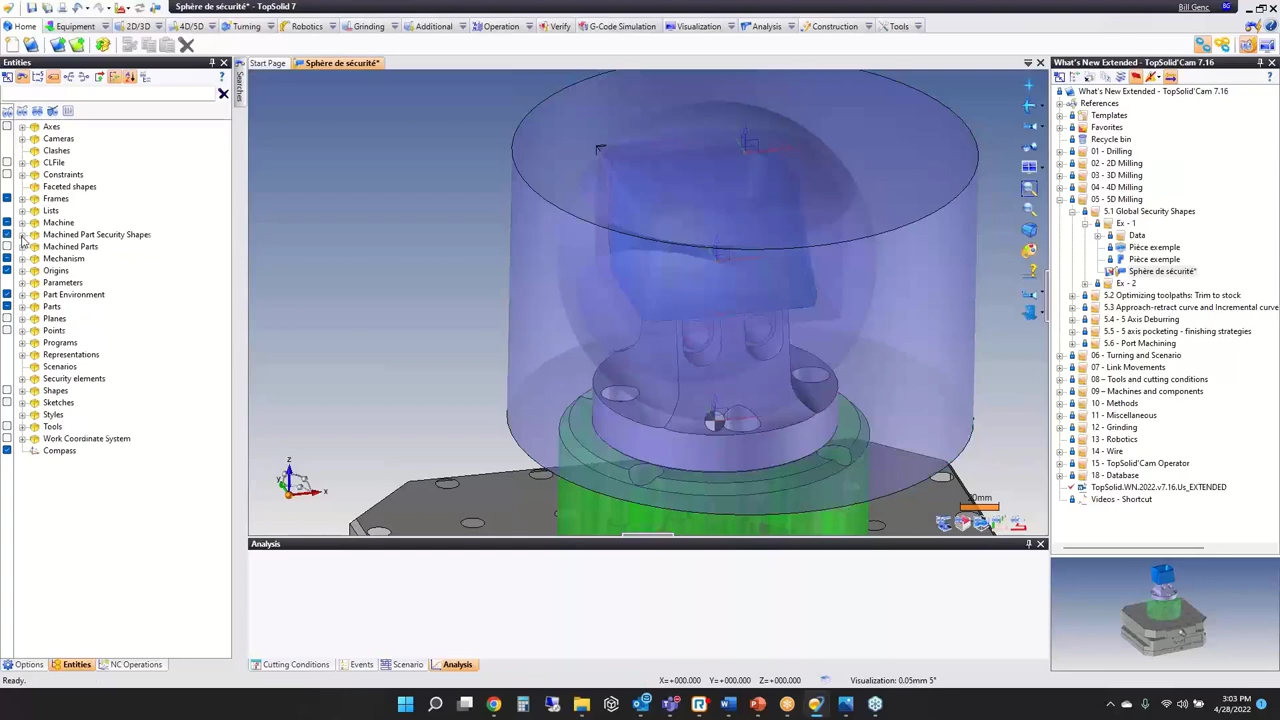 Sphère de sécurité* - TopSolid 7
Bill Genc
Equipment
2D/3D
4D/5D
Turning
Robotics
Grinding
Additional
Operation
Verify
G-Code Simulation
Visualization
Analysis
Construction
Tools
Home
Entities
Start Page
Sphère de sécurité*
What's New Extended - TopSolid'Cam 7.16
Searches
Axes
Cameras
Clashes
CLFile
Constraints
Faceted shapes
Frames
Lists
Machine
Machined Part Security Shapes
Machined Parts
Mechanism
Origins
Parameters
Part Environment
Parts
Planes
Points
Programs
Representations
Scenarios
Security elements
Shapes
Sketches
Styles
Tools
Work Coordinate System
Compass
z
y
x
20mm
What's New Extended - TopSolid'Cam 7.16
References
Templates
Favorites
Recycle bin
01 - Drilling
02 - 2D Milling
03 - 3D Milling
04 - 4D Milling
05 - 5D Milling
5.1 Global Security Shapes
Ex - 1
Data
Pièce exemple
Pièce exemple
Sphère de sécurité*
Ex - 2
5.2 Optimizing toolpaths: Trim to stock
5.3 Approach-retract curve and Incremental curve
5.4 - 5 Axis Deburring
5.5 - 5 axis pocketing - finishing strategies
5.6 - Port Machining
06 - Turning and Scenario
07 - Link Movements
08 – Tools and cutting conditions
09 – Machines and components
10 - Methods
11 - Miscellaneous
12 - Grinding
13 - Robotics
14 - Wire
15 - TopSolid'Cam Operator
18 - Database
TopSolid.WN.2022.v7.16.Us_EXTENDED
Videos - Shortcut
Analysis
Options
Entities
NC Operations
Cutting Conditions
Events
Scenario
Analysis
Ready.
X=+000.000 Y=+000.000 Z=+000.000
Visualization: 0.05mm 5°
3:03 PM
4/28/2022